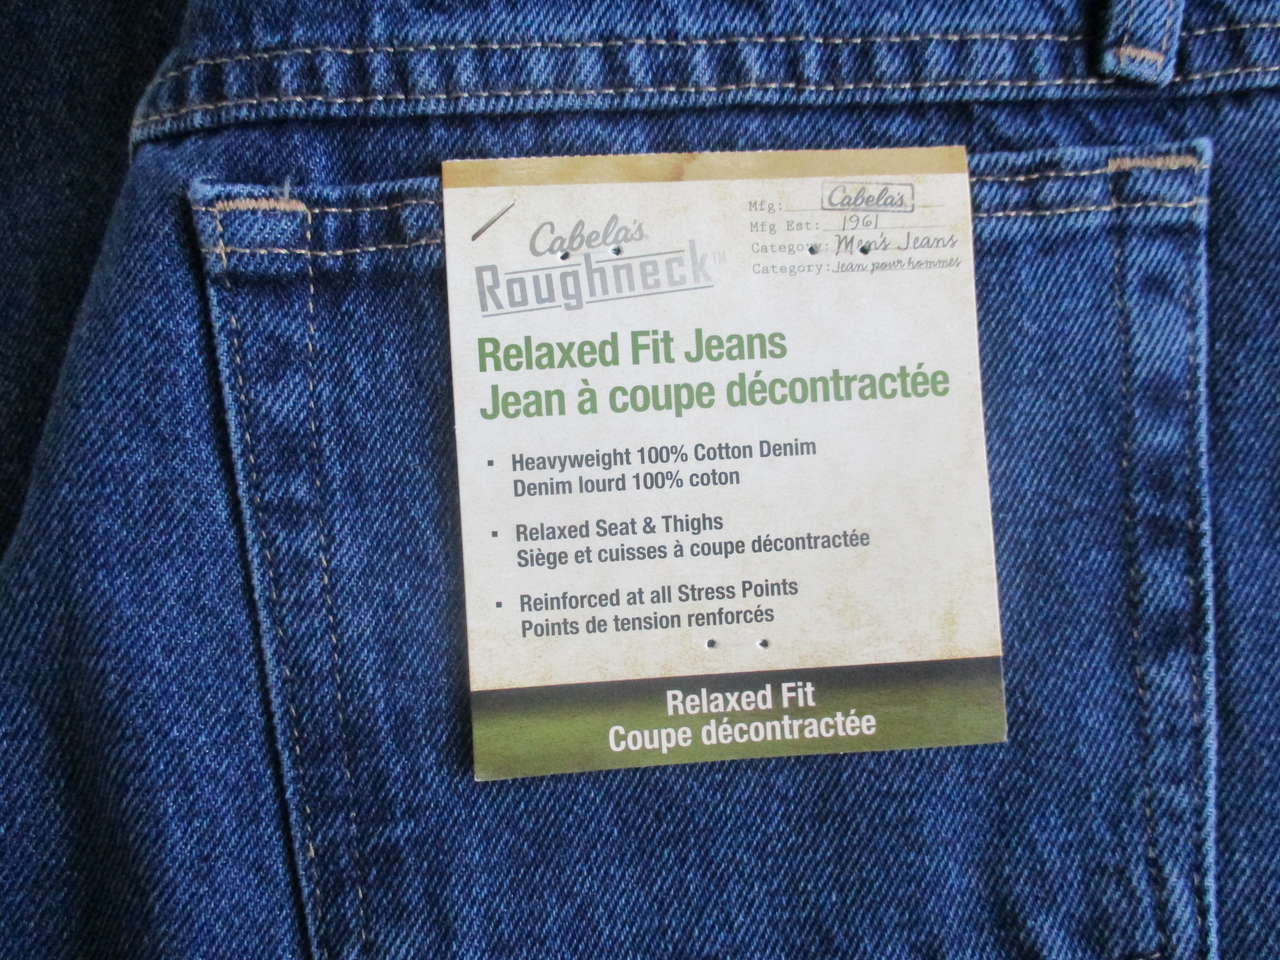 Cabela's
Roughneck™
Mfg: Cabela's
Mfg Est: 1961
Category: Men's Jeans
Category: Jean pour hommes
Relaxed Fit Jeans
Jean à coupe décontractée
▪ Heavyweight 100% Cotton Denim
Denim lourd 100% coton
▪ Relaxed Seat & Thighs
Siège et cuisses à coupe décontractée
▪ Reinforced at all Stress Points
Points de tension renforcés
Relaxed Fit
Coupe décontractée